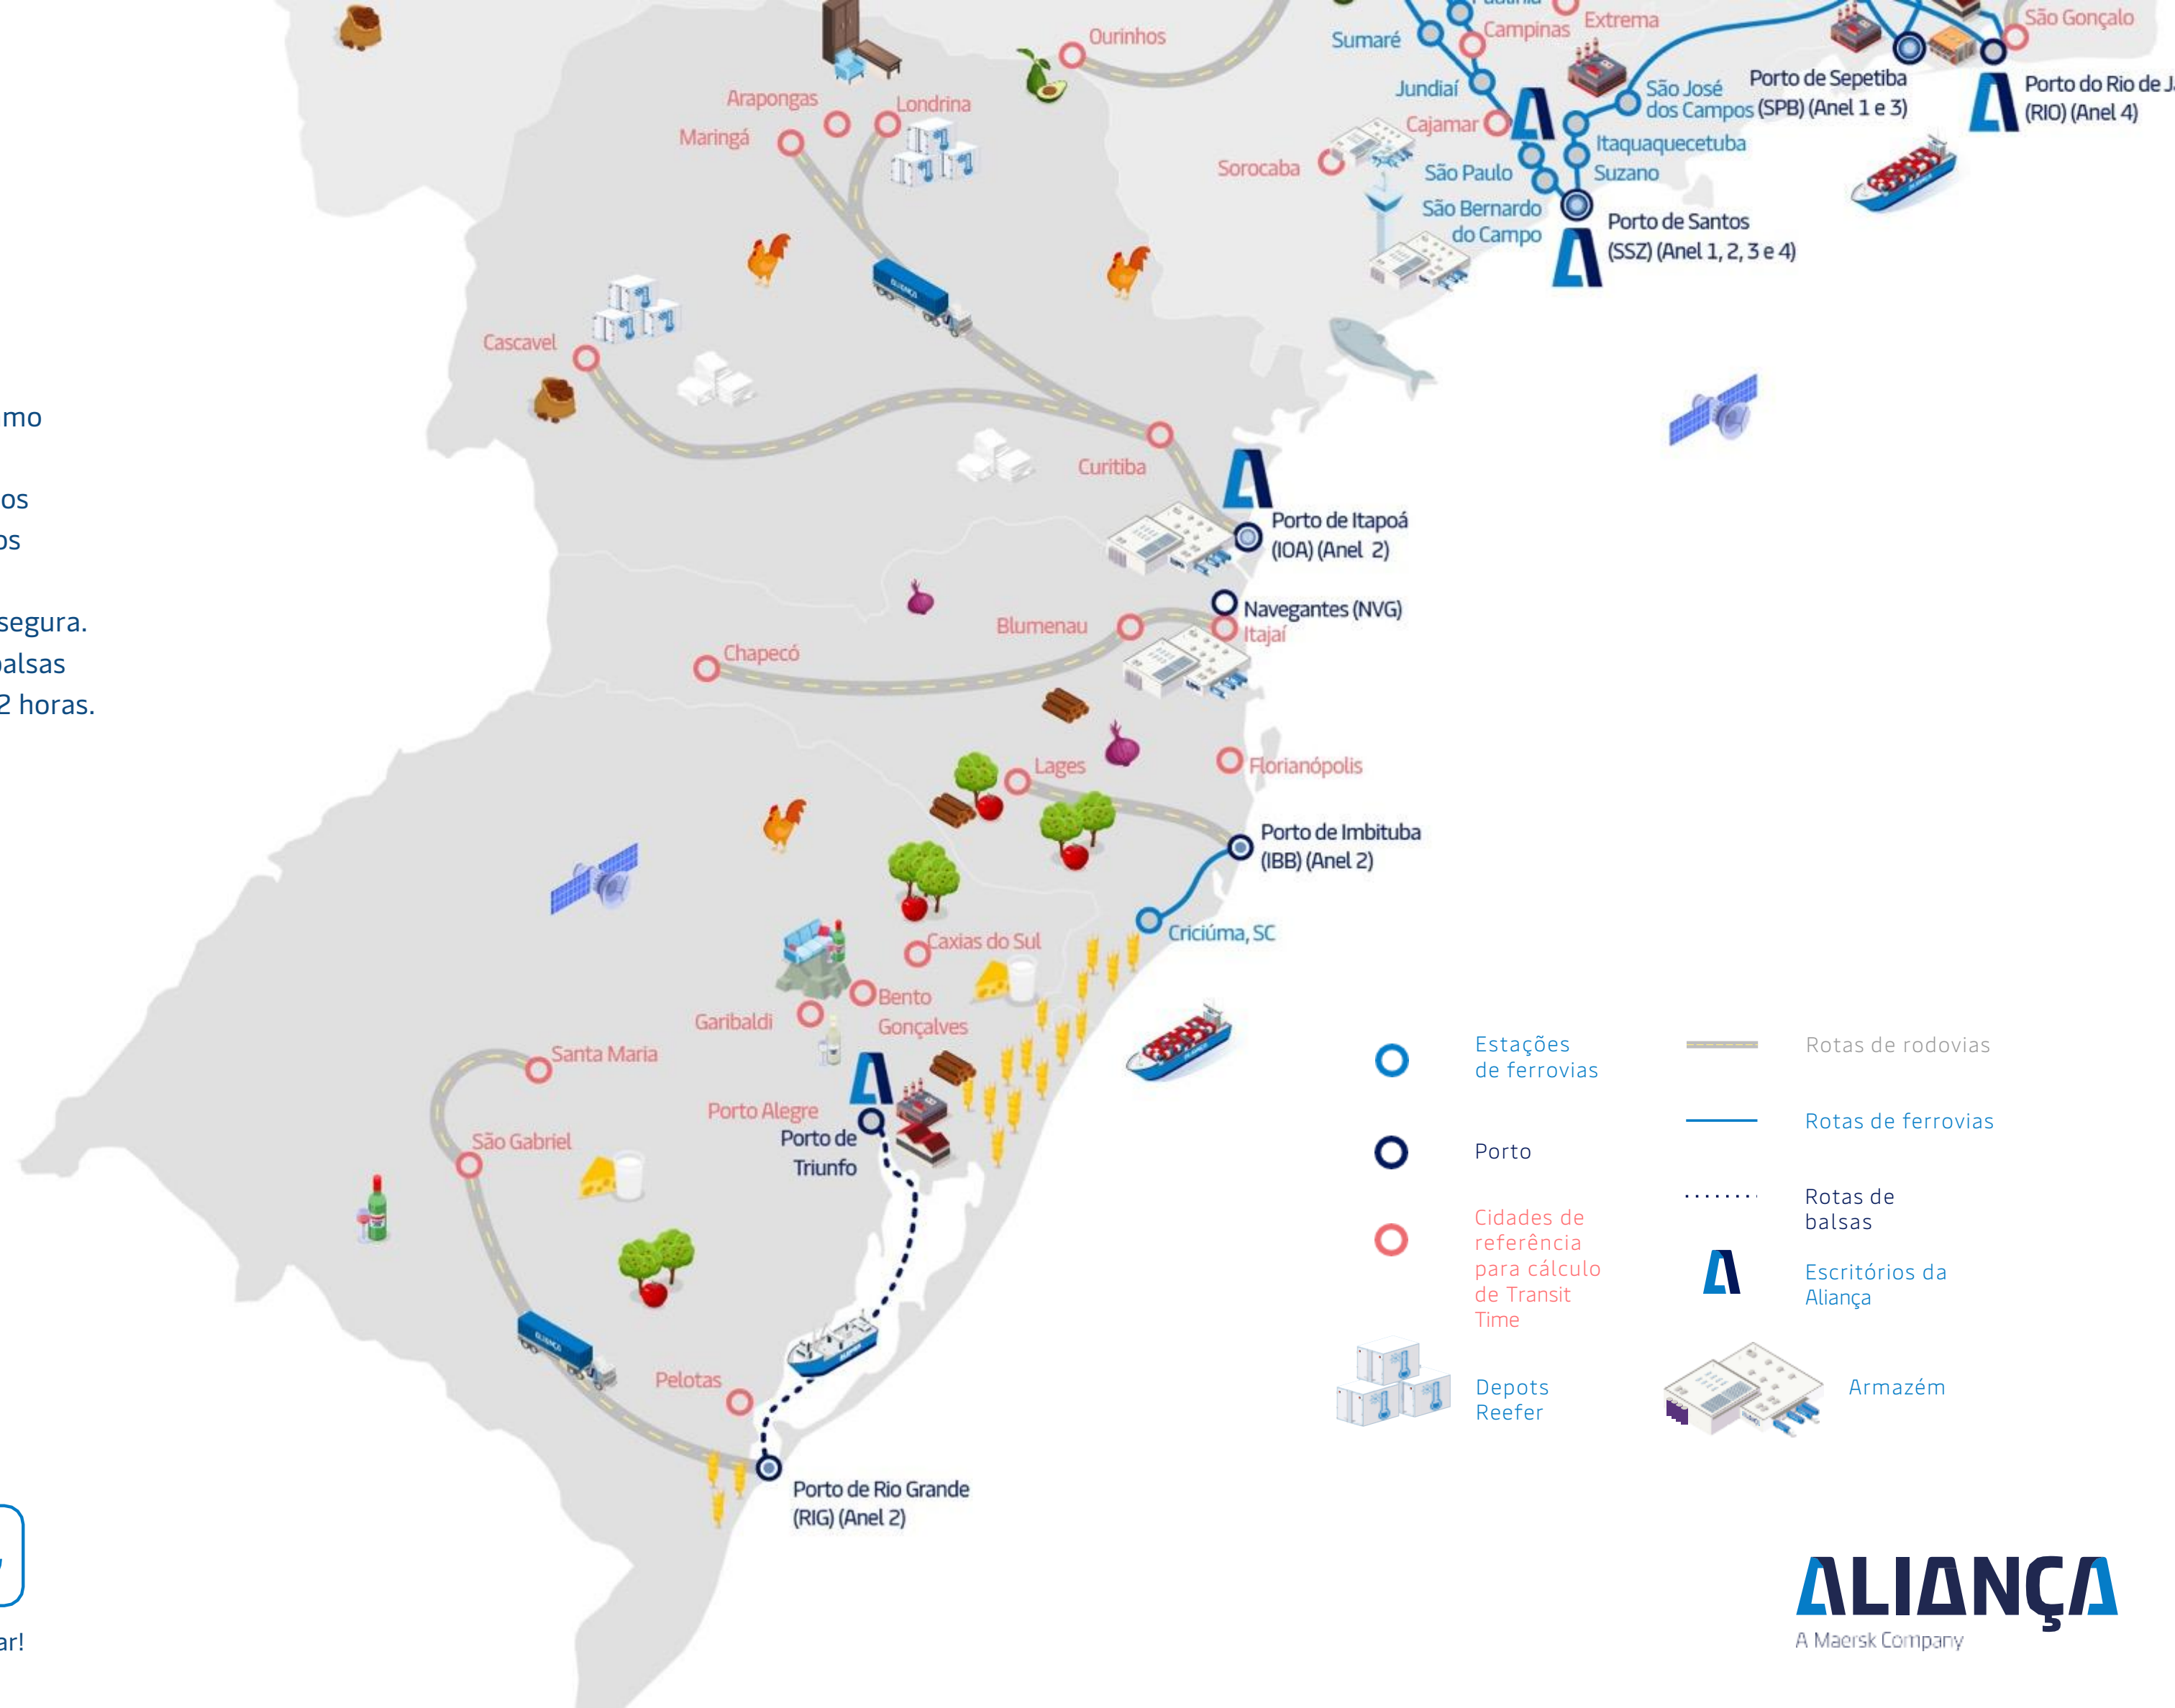 Extrema
São Gonçalo
Ourinhos
Campinas
Sumaré
Jundiaí
São José
dos Campos
Porto de Sepetiba
(SPB) (Anel 1 e 3)
Porto do Rio de J
(RIO) (Anel 4)
Arapongas
Londrina
Maringá
Cajamar
Itaquaquecetuba
Sorocaba
São Paulo
Suzano
São Bernardo
do Campo
Porto de Santos
(SSZ) (Anel 1, 2, 3 e 4)
ALIANÇA
Cascavel
mo
os
os
segura.
balsas
2 horas.
Curitiba
Porto de Itapoá
(IOA) (Anel 2)
Navegantes (NVG)
Blumenau
Itajaí
Chapecó
Lages
Florianópolis
Porto de Imbituba
(IBB) (Anel 2)
Criciúma, SC
Caxias do Sul
Bento
Gonçalves
Garibaldi
Santa Maria
Porto Alegre
Porto de
Triunfo
São Gabriel
ALIANÇA
Pelotas
Porto de Rio Grande
(RIG) (Anel 2)
Estações
de ferrovias
Porto
Cidades de
referência
para cálculo
de Transit
Time
Depots
Reefer
Rotas de rodovias
Rotas de ferrovias
Rotas de
balsas
Escritórios da
Aliança
Armazém
ar!
ALIANÇA
A Maersk Company